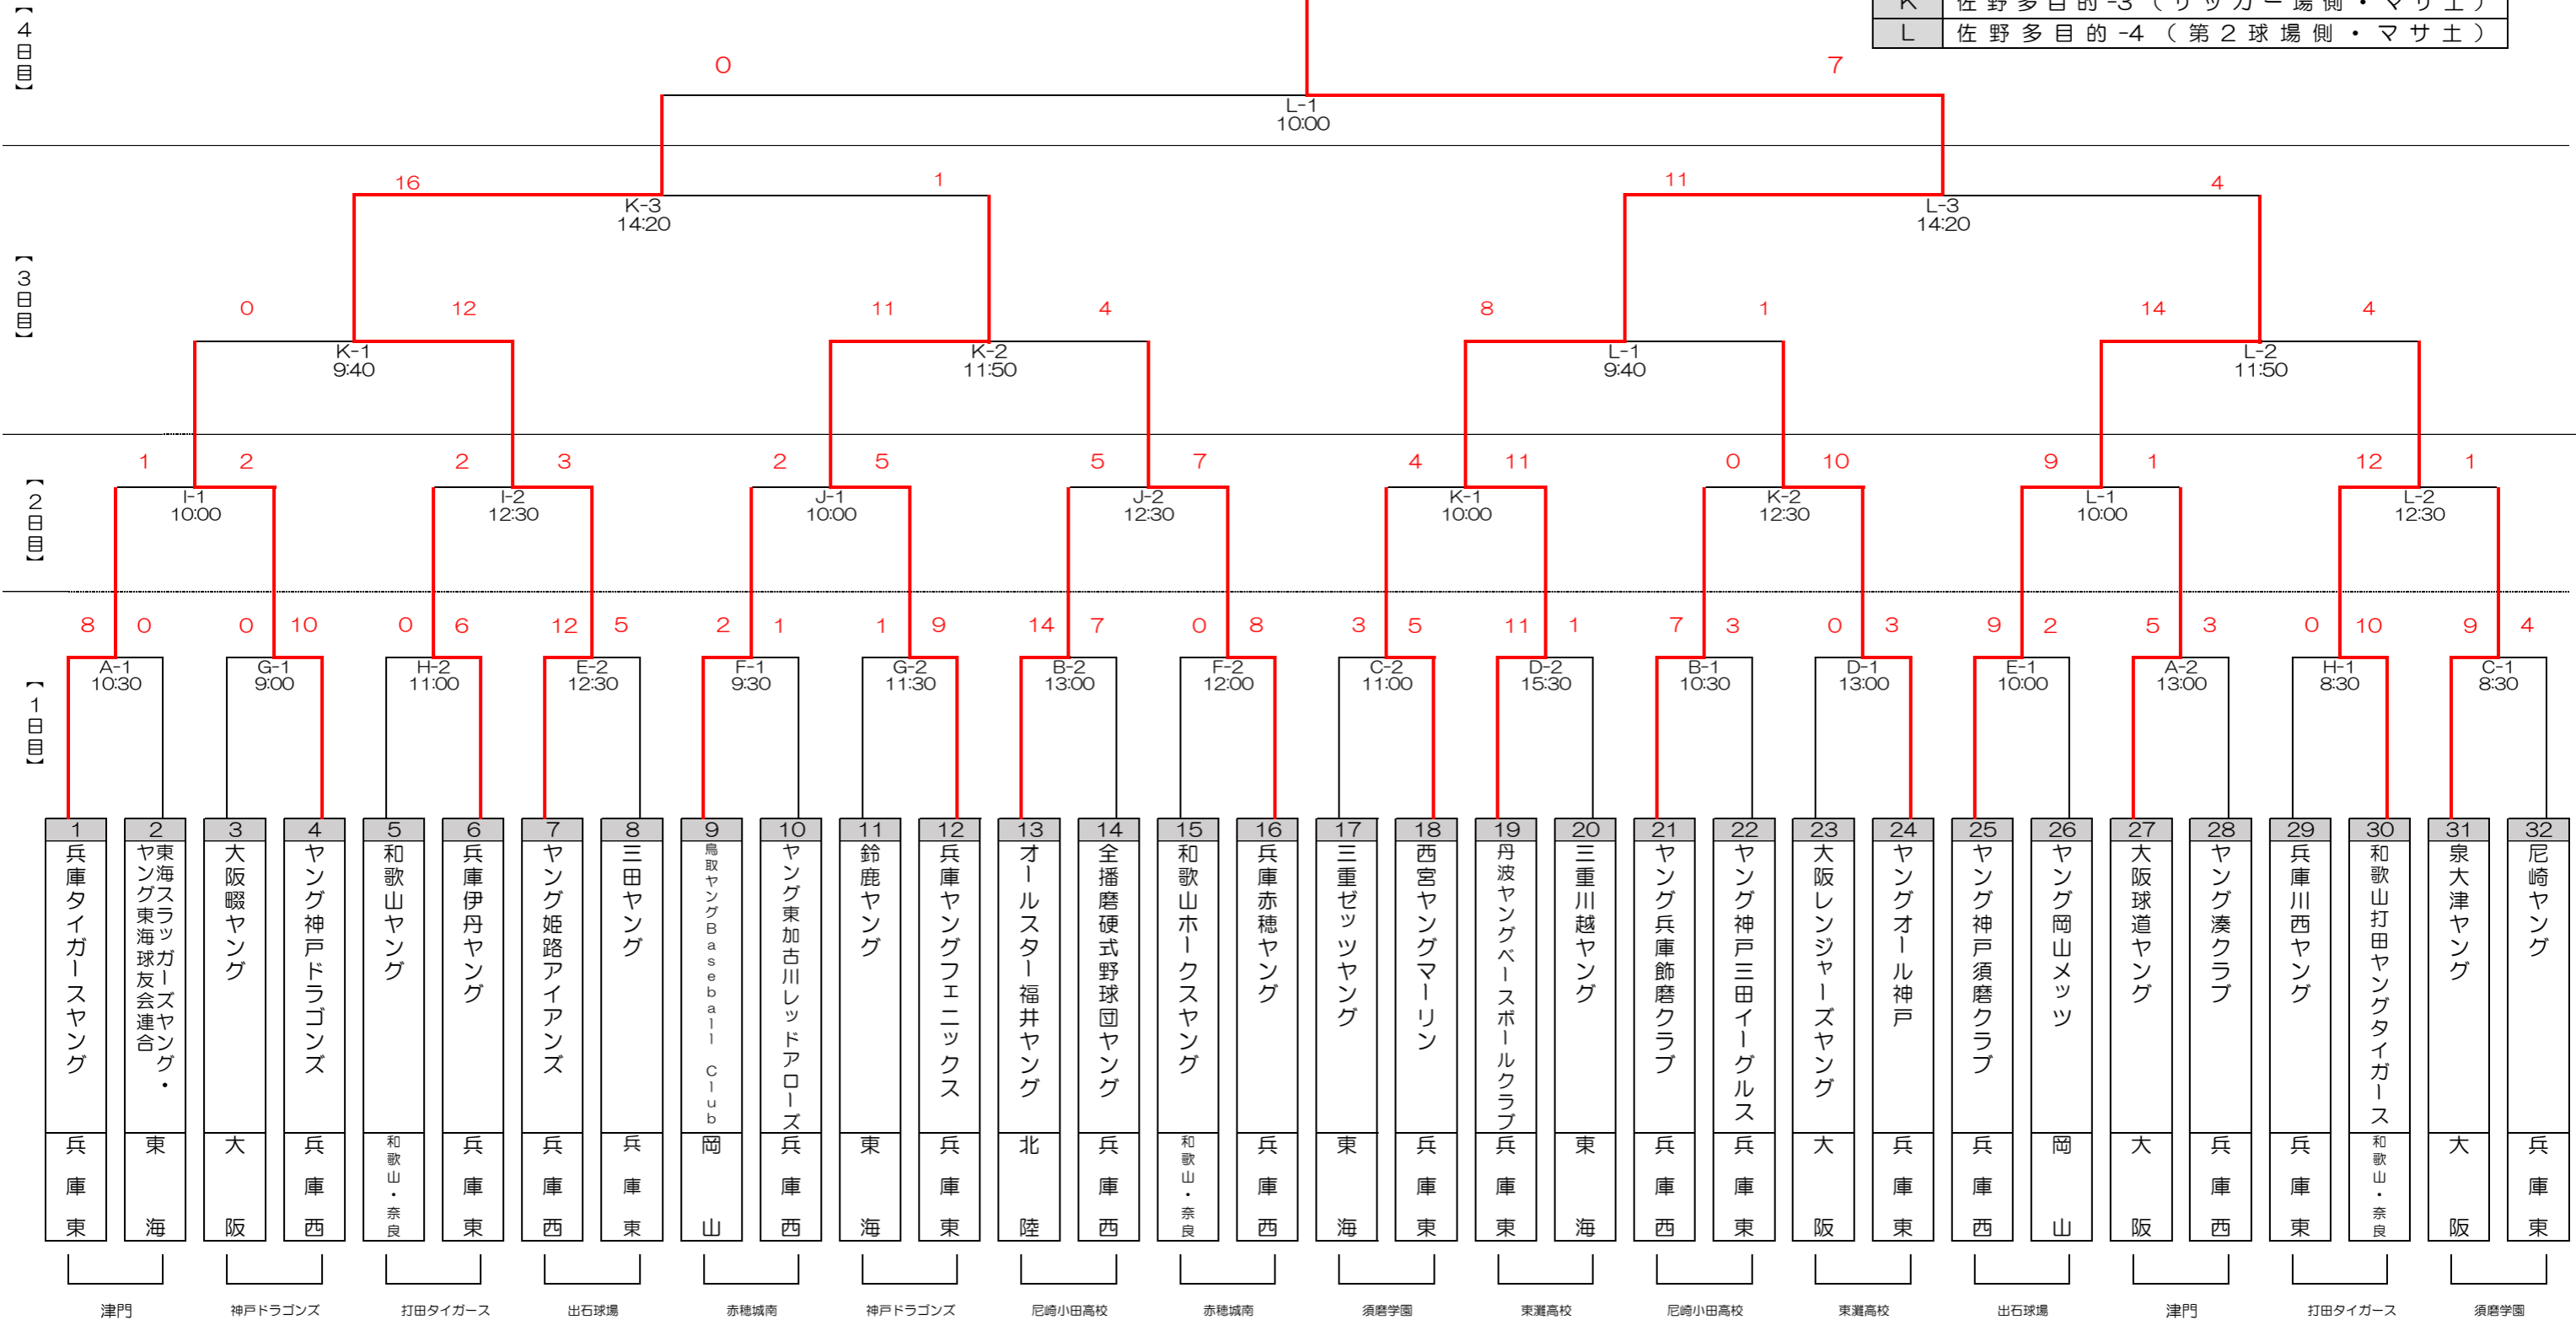 K 佐野多目的-3（サッカー場側・マサ土）
L 佐野多目的-4（第2球場側・マサ土）
【4日目】
0 7
L-1
10:00
【3日目】
16 1 11 4
K-3 L-3
14:20 14:20
0 12 11 4 8 1 14 4
K-1 K-2 L-1 L-2
9:40 11:50 9:40 11:50
【2日目】
1 2 2 3 2 5 5 7 4 11 0 10 9 1 12 1
I-1 I-2 J-1 J-2 K-1 K-2 L-1 L-2
10:00 12:30 10:00 12:30 10:00 12:30 10:00 12:30
【1日目】
8 0 0 10 0 6 12 5 2 1 1 9 14 7 0 8 3 5 11 1 7 3 0 3 9 2 5 3 0 10 9 4
A-1 G-1 H-2 E-2 F-1 G-2 B-2 F-2 C-2 D-2 B-1 D-1 E-1 A-2 H-1 C-1
10:30 9:00 11:00 12:30 9:30 11:30 13:00 12:00 11:00 15:30 10:30 13:00 10:00 13:00 8:30 8:30
1 兵庫タイガースヤング 兵庫東
2 東海スラッガーズヤング・
ヤング東海球友会連合 東海
3 大阪畷ヤング 大阪
4 ヤング神戸ドラゴンズ 兵庫西
5 和歌山ヤング 和歌山・奈良
6 兵庫伊丹ヤング 兵庫東
7 ヤング姫路アイアンズ 兵庫西
8 三田ヤング 兵庫東
9 鳥取ヤングBaseball Club 岡山
10 ヤング東加古川レッドアローズ 兵庫西
11 鈴鹿ヤング 東海
12 兵庫ヤングフェニックス 兵庫東
13 オールスター福井ヤング 北陸
14 全播磨硬式野球団ヤング 兵庫西
15 和歌山ホークスヤング 和歌山・奈良
16 兵庫赤穂ヤング 兵庫西
17 三重ゼッツヤング 東海
18 西宮ヤングマーリン 兵庫東
19 丹波ヤングベースボールクラブ 兵庫東
20 三重川越ヤング 東海
21 ヤング兵庫飾磨クラブ 兵庫西
22 ヤング神戸三田イーグルス 兵庫東
23 大阪レンジャーズヤング 大阪
24 ヤングオール神戸 兵庫東
25 ヤング神戸須磨クラブ 兵庫西
26 ヤング岡山メッツ 岡山
27 大阪球道ヤング 大阪
28 ヤング湊クラブ 兵庫西
29 兵庫川西ヤング 兵庫東
30 和歌山打田ヤングタイガース 和歌山・奈良
31 泉大津ヤング 大阪
32 尼崎ヤング 兵庫東
津門 神戸ドラゴンズ 打田タイガース 出石球場 赤穂城南 神戸ドラゴンズ 尼崎小田高校 赤穂城南 須磨学園 東灘高校 尼崎小田高校 東灘高校 出石球場 津門 打田タイガース 須磨学園